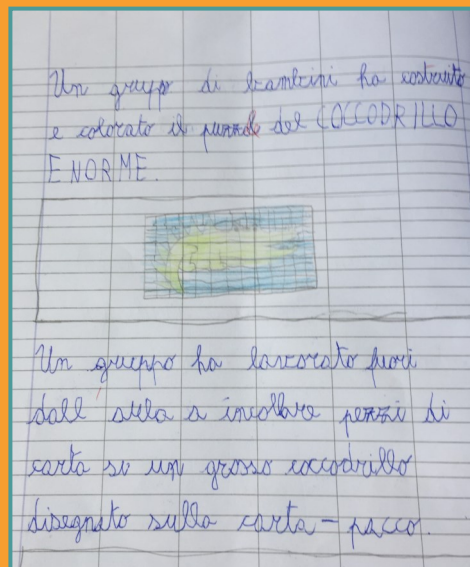 Un gruppo di bambini ha costruito
e colorato il puzzle del COCCODRILLO
ENORME.
Un gruppo ha lavorato fuori
dall aula a incollare pezzi di
carta su un grosso coccodrillo
disegnato sulla carta-pacco.